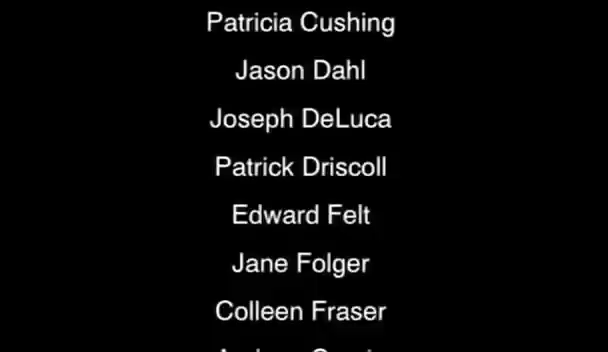 Patricia Cushing
Jason Dahl
Joseph DeLuca
Patrick Driscoll
Edward Felt
Jane Folger
Colleen Fraser